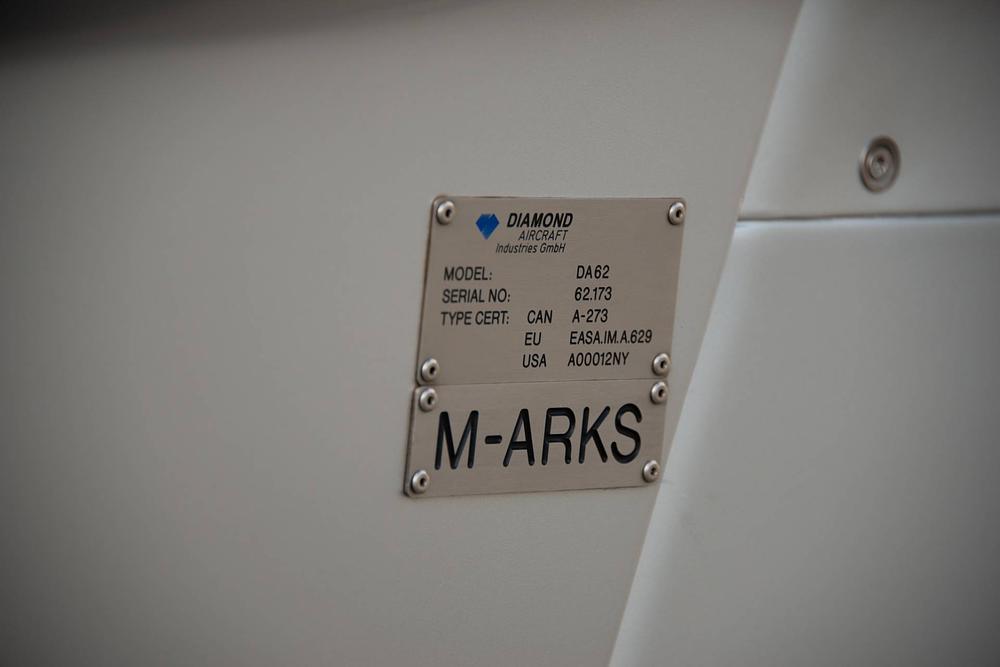 DIAMOND
AIRCRAFT
Industries GmbH
MODEL: DA62
SERIAL NO: 62.173
TYPE CERT: CAN A-273
EU EASA.IM.A.629
USA A00012NY
M-ARKS